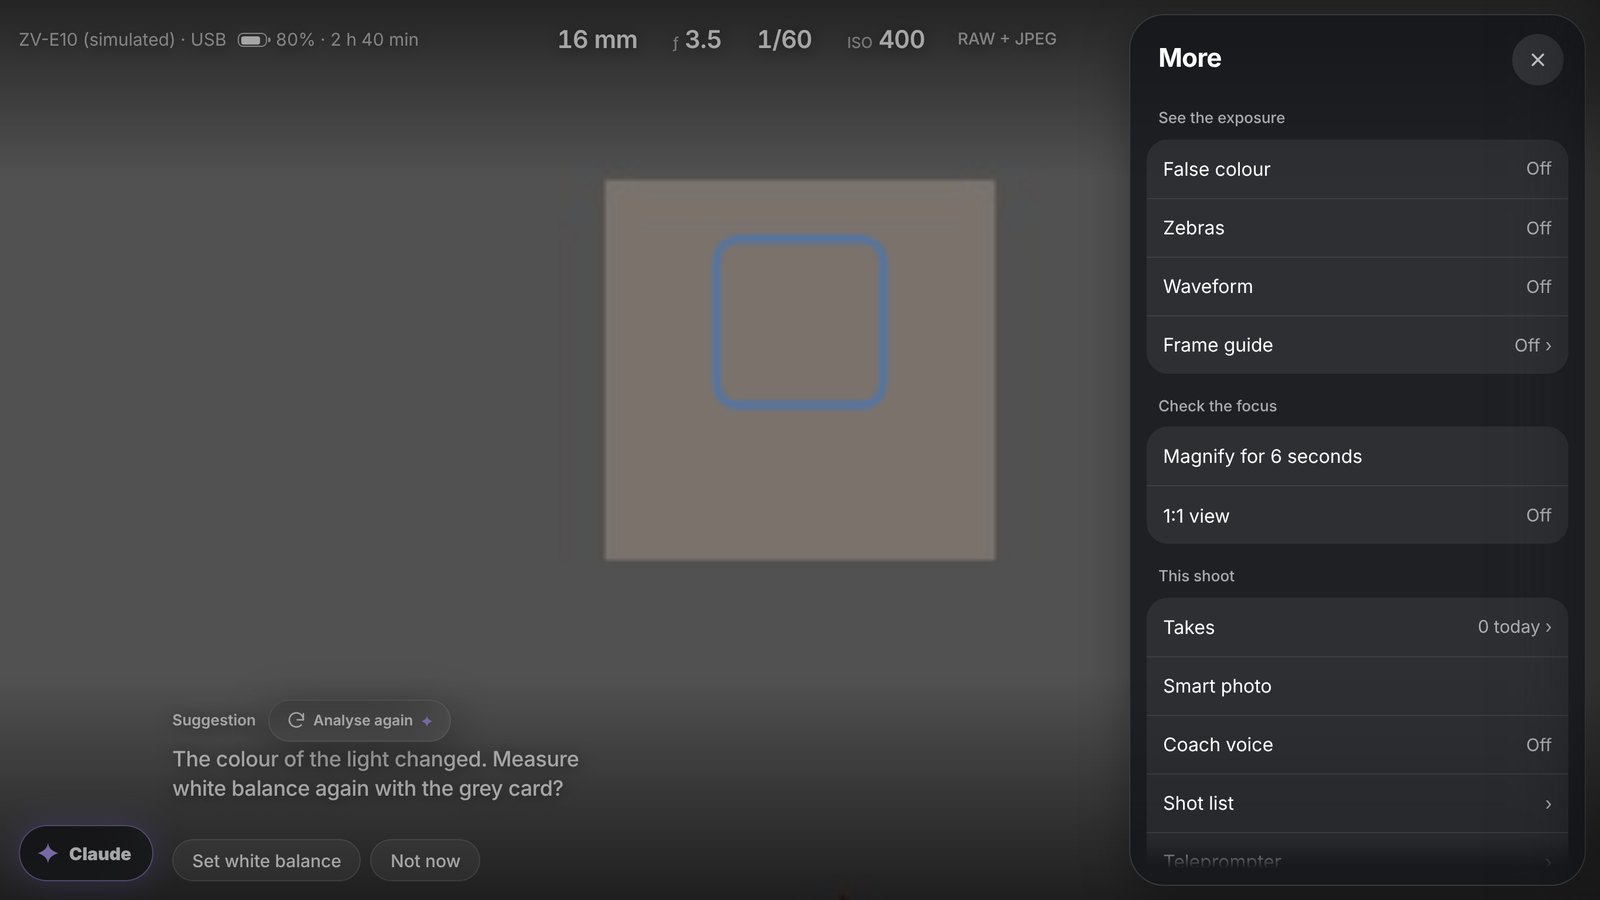 ZV-E10 (simulated) · USB 80% · 2 h 40 min
16 mm ƒ 3.5 1/60 ISO 400 RAW + JPEG
More
See the exposure
False colour Off
Zebras Off
Waveform Off
Frame guide Off ›
Check the focus
Magnify for 6 seconds
1:1 view Off
This shoot
Takes 0 today ›
Smart photo
Coach voice Off
Shot list ›
Teleprompter ›
Suggestion Analyse again
The colour of the light changed. Measure
white balance again with the grey card?
Claude
Set white balance Not now